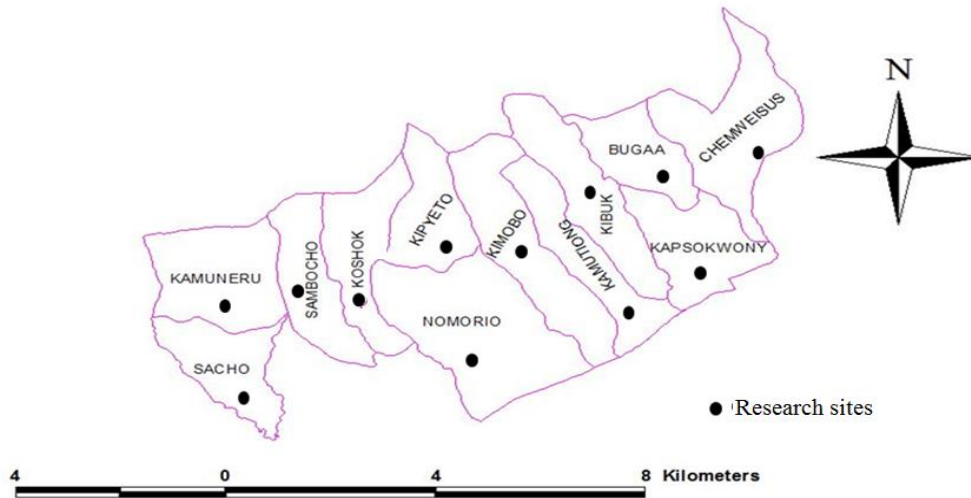 N
CHEMWEISUS
BUGAA
KIBUK
KAPSOKWONY
KIPYETO
KIMOBO
KAMUTIONG
KAMUNERU
SAMBOCHO
KOSHOK
NOMORIO
SACHO
Research sites
4 0 4 8 Kilometers